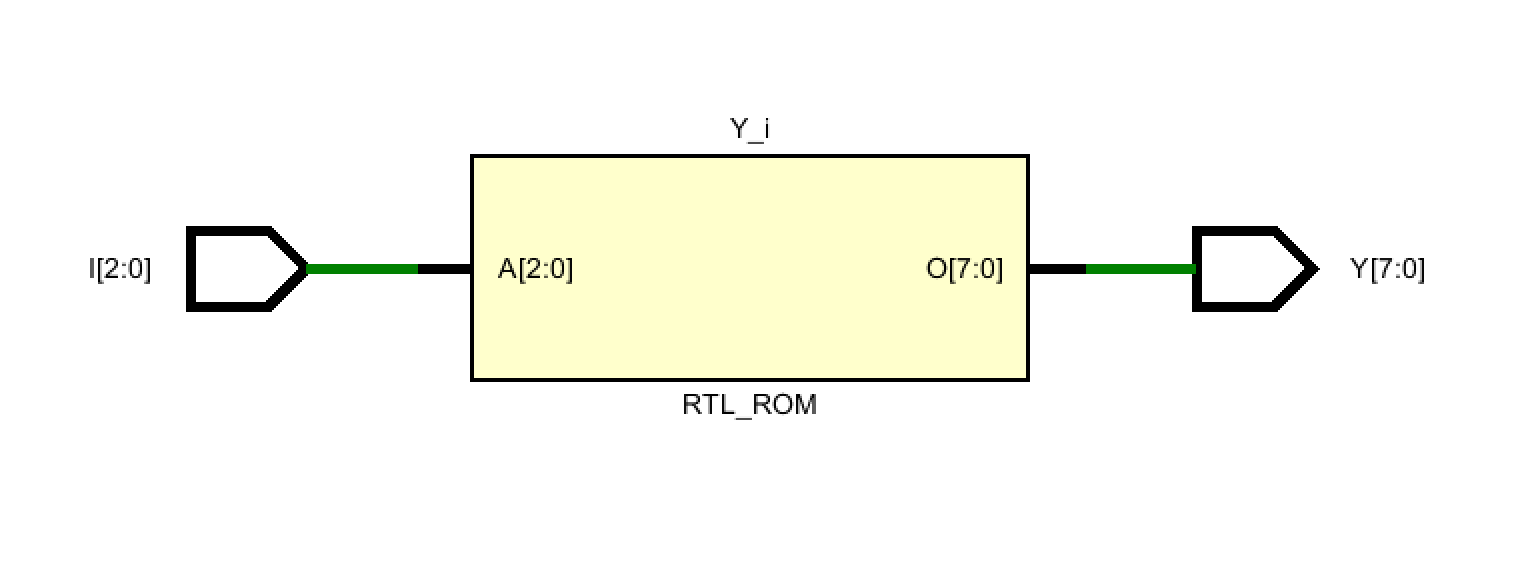 Y_i
I[2:0]
A[2:0]
O[7:0]
Y[7:0]
RTL_ROM